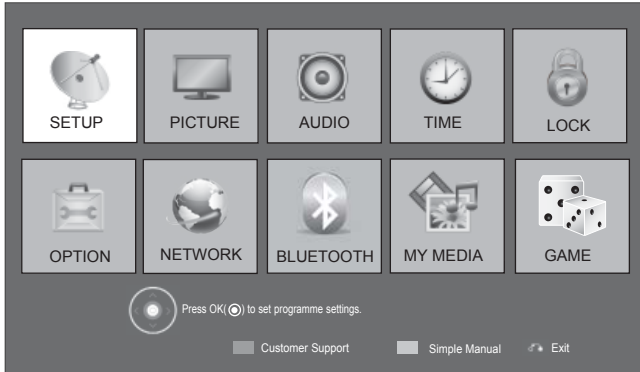 SETUP PICTURE AUDIO TIME LOCK
OPTION NETWORK BLUETOOTH MY MEDIA GAME
Press OK( ) to set programme settings.
Customer Support Simple Manual Exit